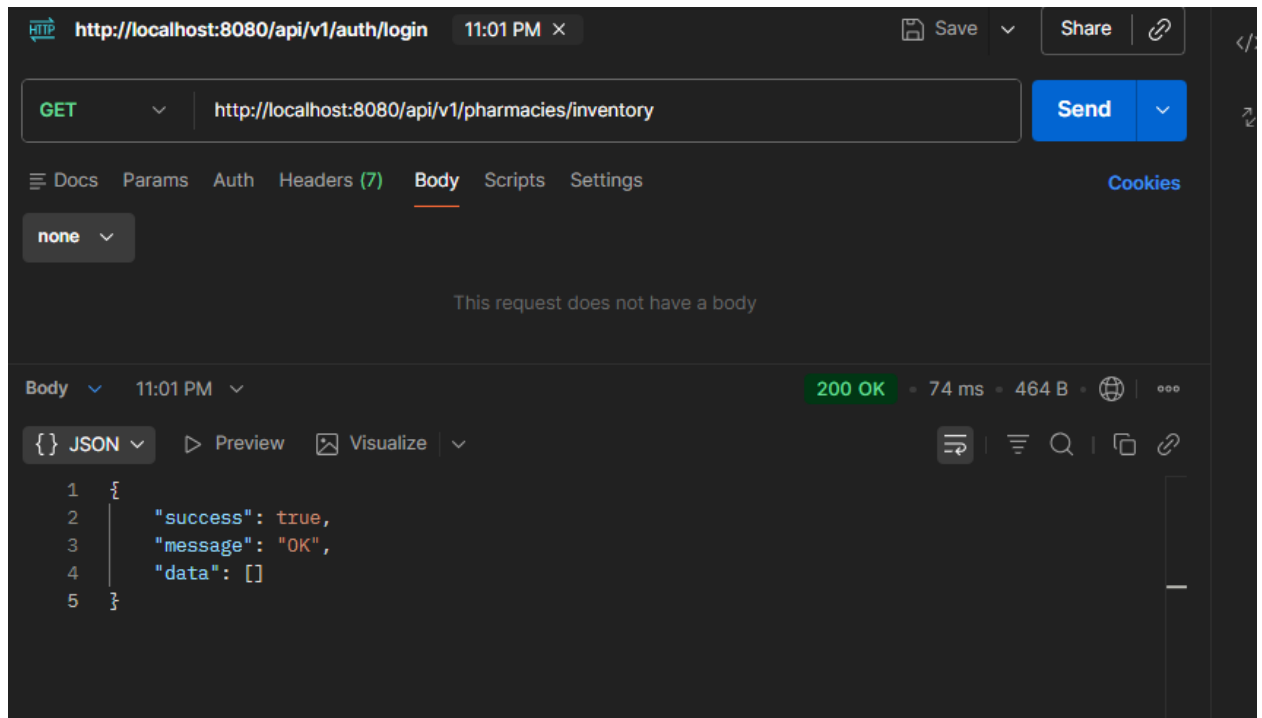 HTTP http://localhost:8080/api/v1/auth/login 11:01 PM × Save Share </>
GET http://localhost:8080/api/v1/pharmacies/inventory Send
Docs Params Auth Headers (7) Body Scripts Settings Cookies
none
This request does not have a body
Body 11:01 PM 200 OK • 74 ms • 464 B •
{} JSON Preview Visualize
1 {
2 "success": true,
3 "message": "OK",
4 "data": []
5 }